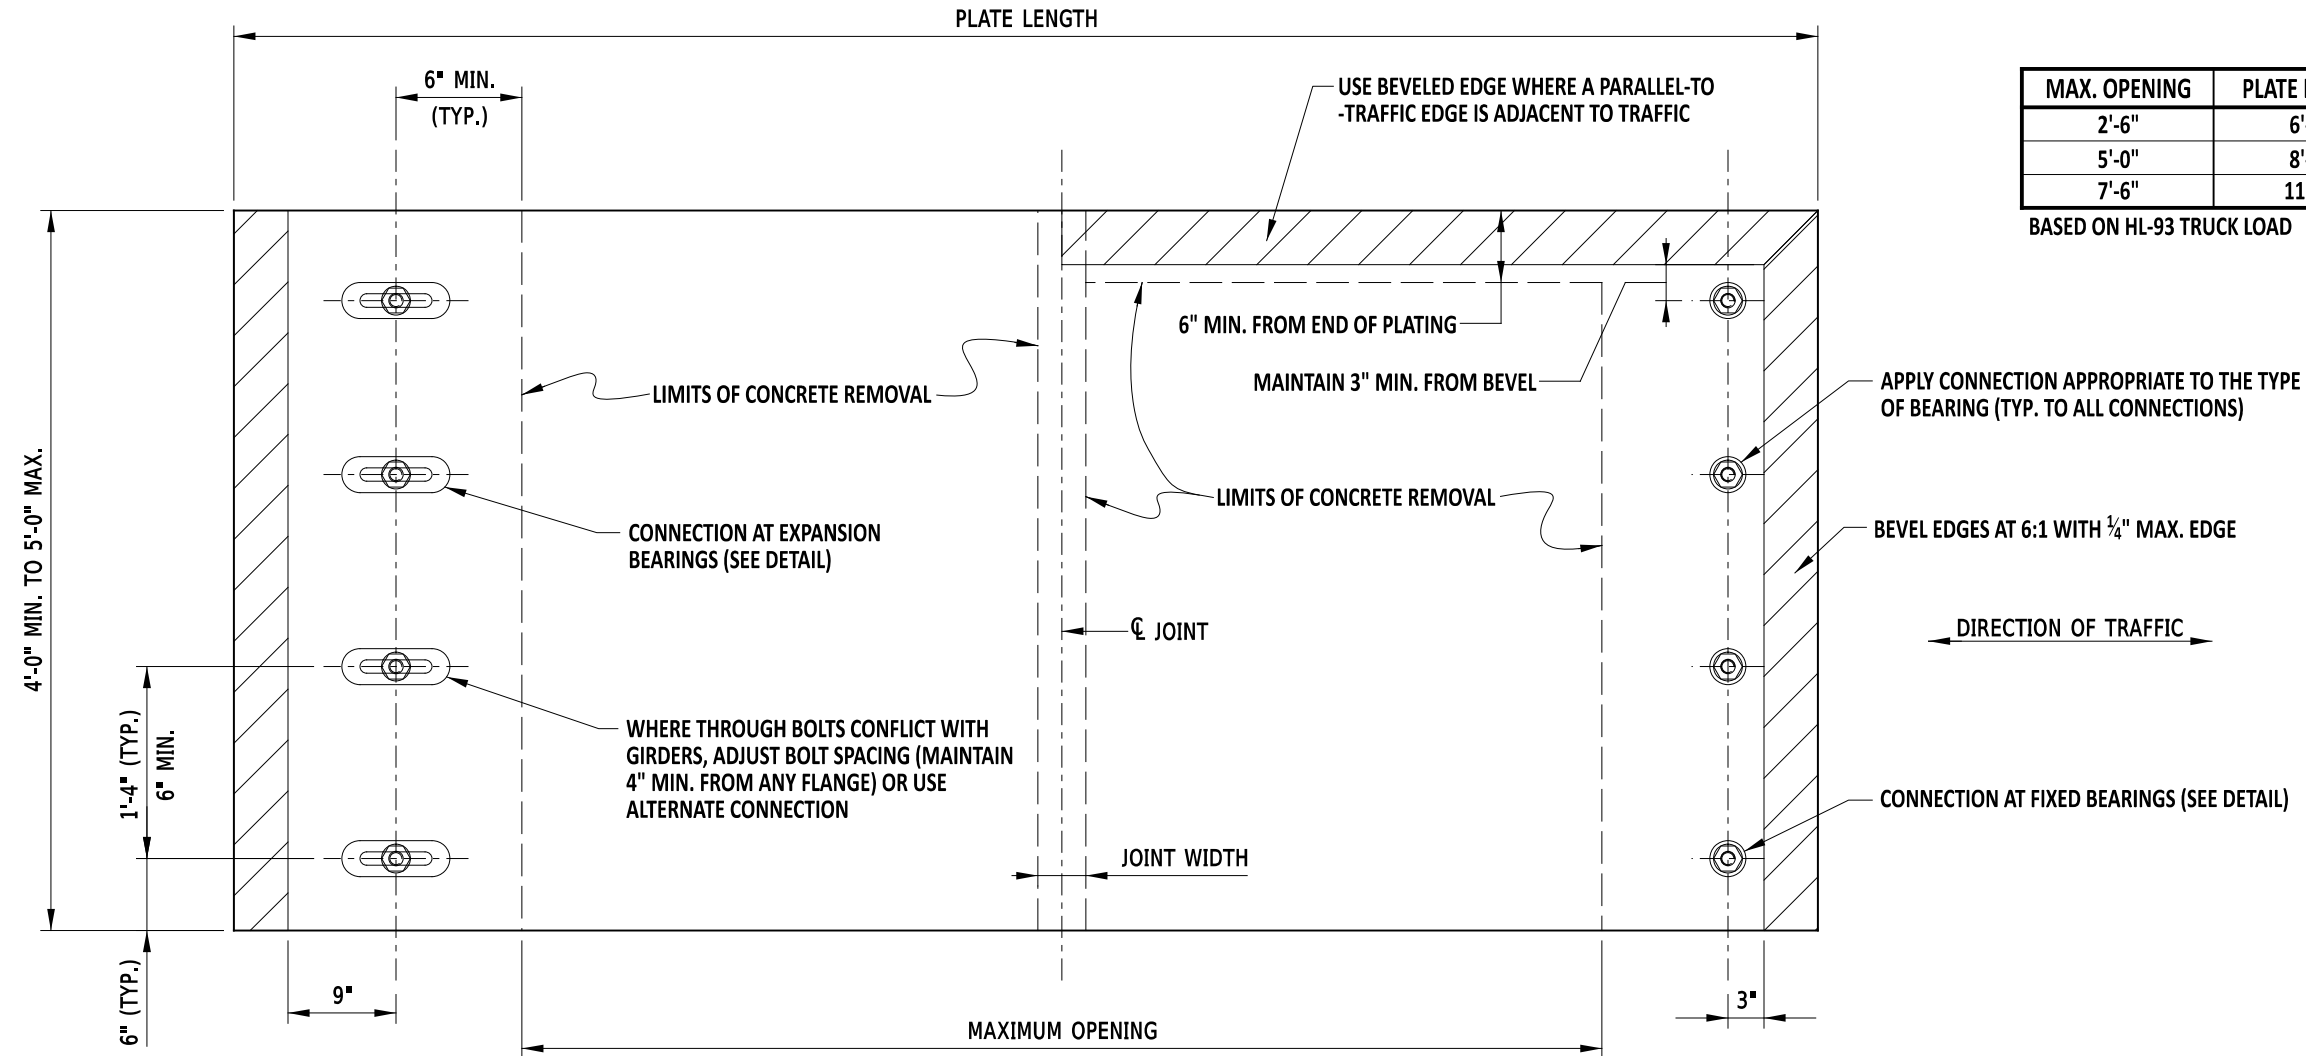 PLATE LENGTH
6" MIN.
(TYP.)
USE BEVELED EDGE WHERE A PARALLEL-TO
-TRAFFIC EDGE IS ADJACENT TO TRAFFIC
MAX. OPENING PLATE
2'-6" 6'
5'-0" 8'
7'-6" 11
BASED ON HL-93 TRUCK LOAD
6" MIN. FROM END OF PLATING
MAINTAIN 3" MIN. FROM BEVEL
LIMITS OF CONCRETE REMOVAL
APPLY CONNECTION APPROPRIATE TO THE TYPE
OF BEARING (TYP. TO ALL CONNECTIONS)
4'-0" MIN. TO 5'-0" MAX.
LIMITS OF CONCRETE REMOVAL
CONNECTION AT EXPANSION
BEARINGS (SEE DETAIL)
BEVEL EDGES AT 6:1 WITH 1/4" MAX. EDGE
℄ JOINT
DIRECTION OF TRAFFIC
1'-4" (TYP.)
6" MIN.
WHERE THROUGH BOLTS CONFLICT WITH
GIRDERS, ADJUST BOLT SPACING (MAINTAIN
4" MIN. FROM ANY FLANGE) OR USE
ALTERNATE CONNECTION
CONNECTION AT FIXED BEARINGS (SEE DETAIL)
JOINT WIDTH
6" (TYP.)
9"
3"
MAXIMUM OPENING